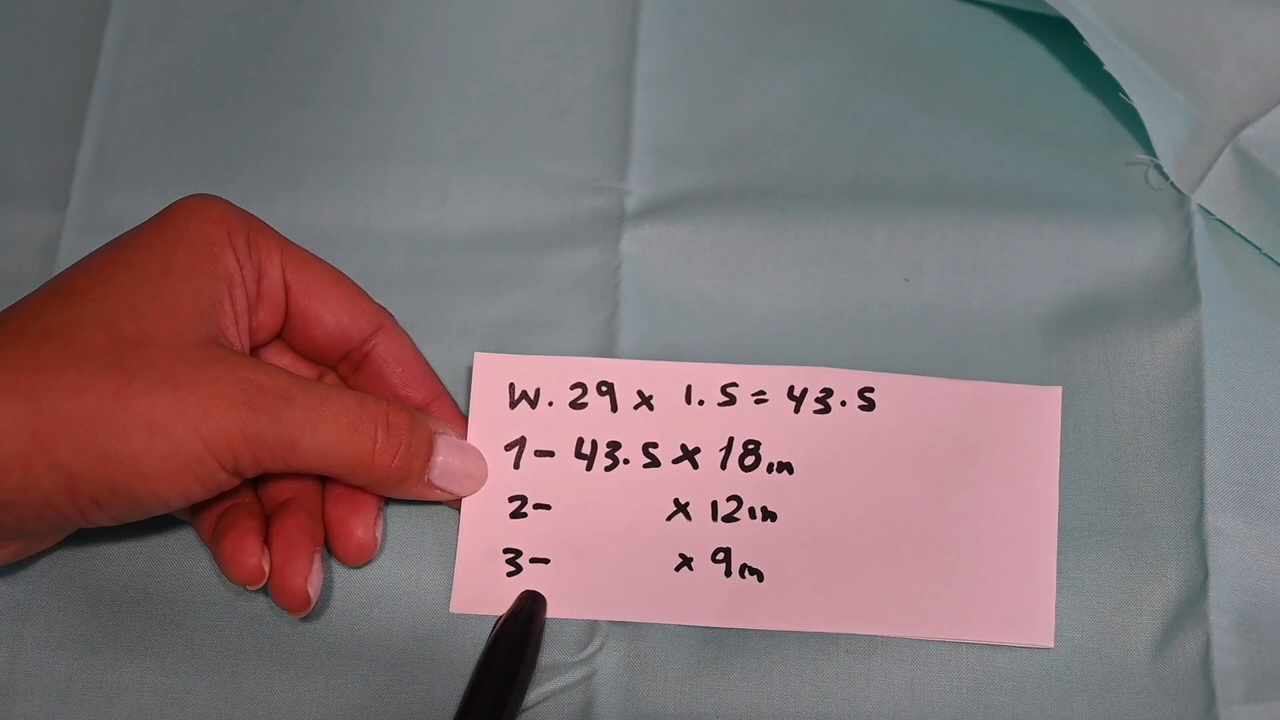 W. 29 x 1.5 = 43.5
1- 43.5 x 18in
2- x 12in
3- x 9in